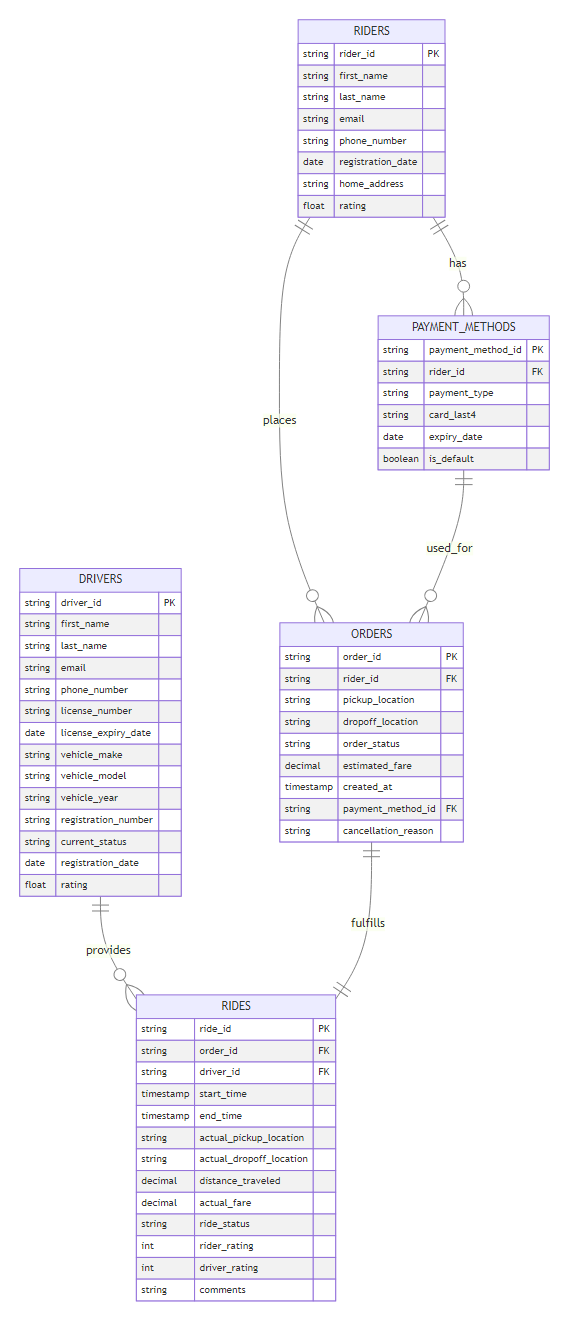 RIDERS
string rider_id PK
string first_name
string last_name
string email
string phone_number
date registration_date
string home_address
float rating
has
PAYMENT_METHODS
string payment_method_id PK
string rider_id FK
string payment_type
string card_last4
date expiry_date
boolean is_default
places
used_for
DRIVERS
string driver_id PK
string first_name
string last_name
string email
string phone_number
string license_number
date license_expiry_date
string vehicle_make
string vehicle_model
string vehicle_year
string registration_number
string current_status
date registration_date
float rating
ORDERS
string order_id PK
string rider_id FK
string pickup_location
string dropoff_location
string order_status
decimal estimated_fare
timestamp created_at
string payment_method_id FK
string cancellation_reason
fulfills
provides
RIDES
string ride_id PK
string order_id FK
string driver_id FK
timestamp start_time
timestamp end_time
string actual_pickup_location
string actual_dropoff_location
decimal distance_traveled
decimal actual_fare
string ride_status
int rider_rating
int driver_rating
string comments